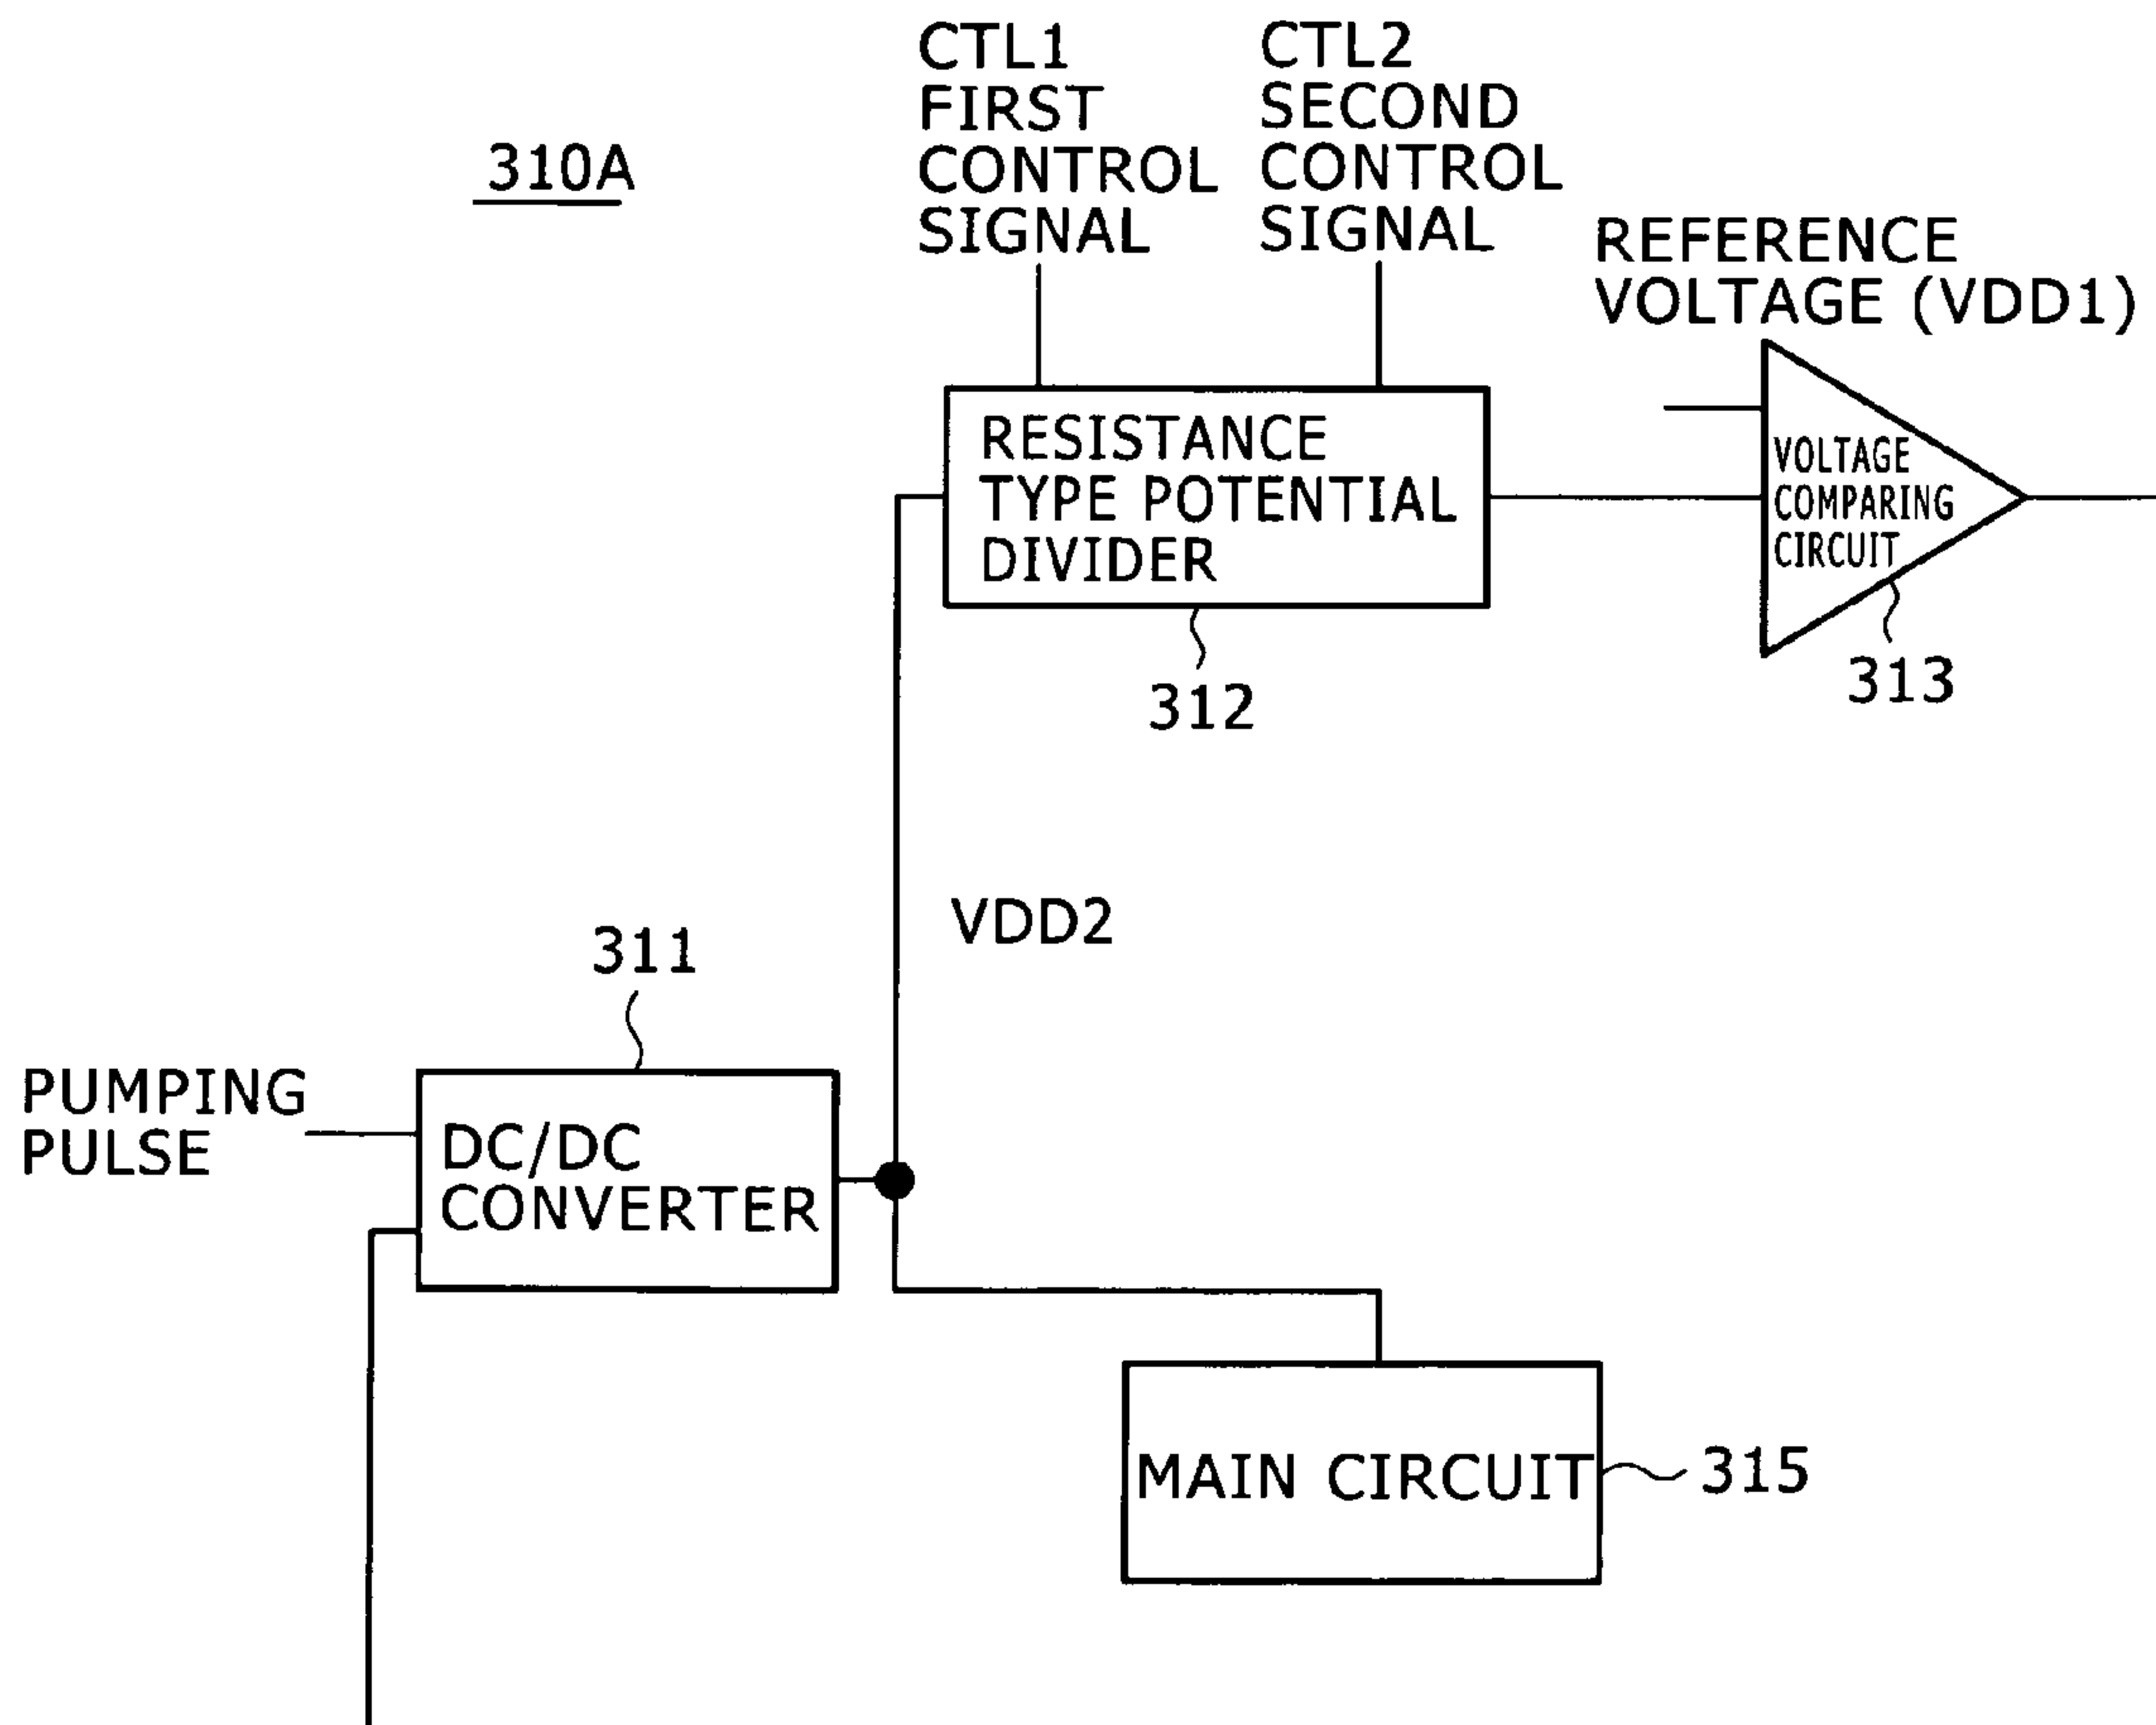 310A
CTL1
FIRST
CONTROL
SIGNAL
CTL2
SECOND
CONTROL
SIGNAL
REFERENCE
VOLTAGE (VDD1)
RESISTANCE
TYPE POTENTIAL
DIVIDER
VOLTAGE
COMPARING
CIRCUIT
312
313
VDD2
311
PUMPING
PULSE
DC/DC
CONVERTER
MAIN CIRCUIT
315